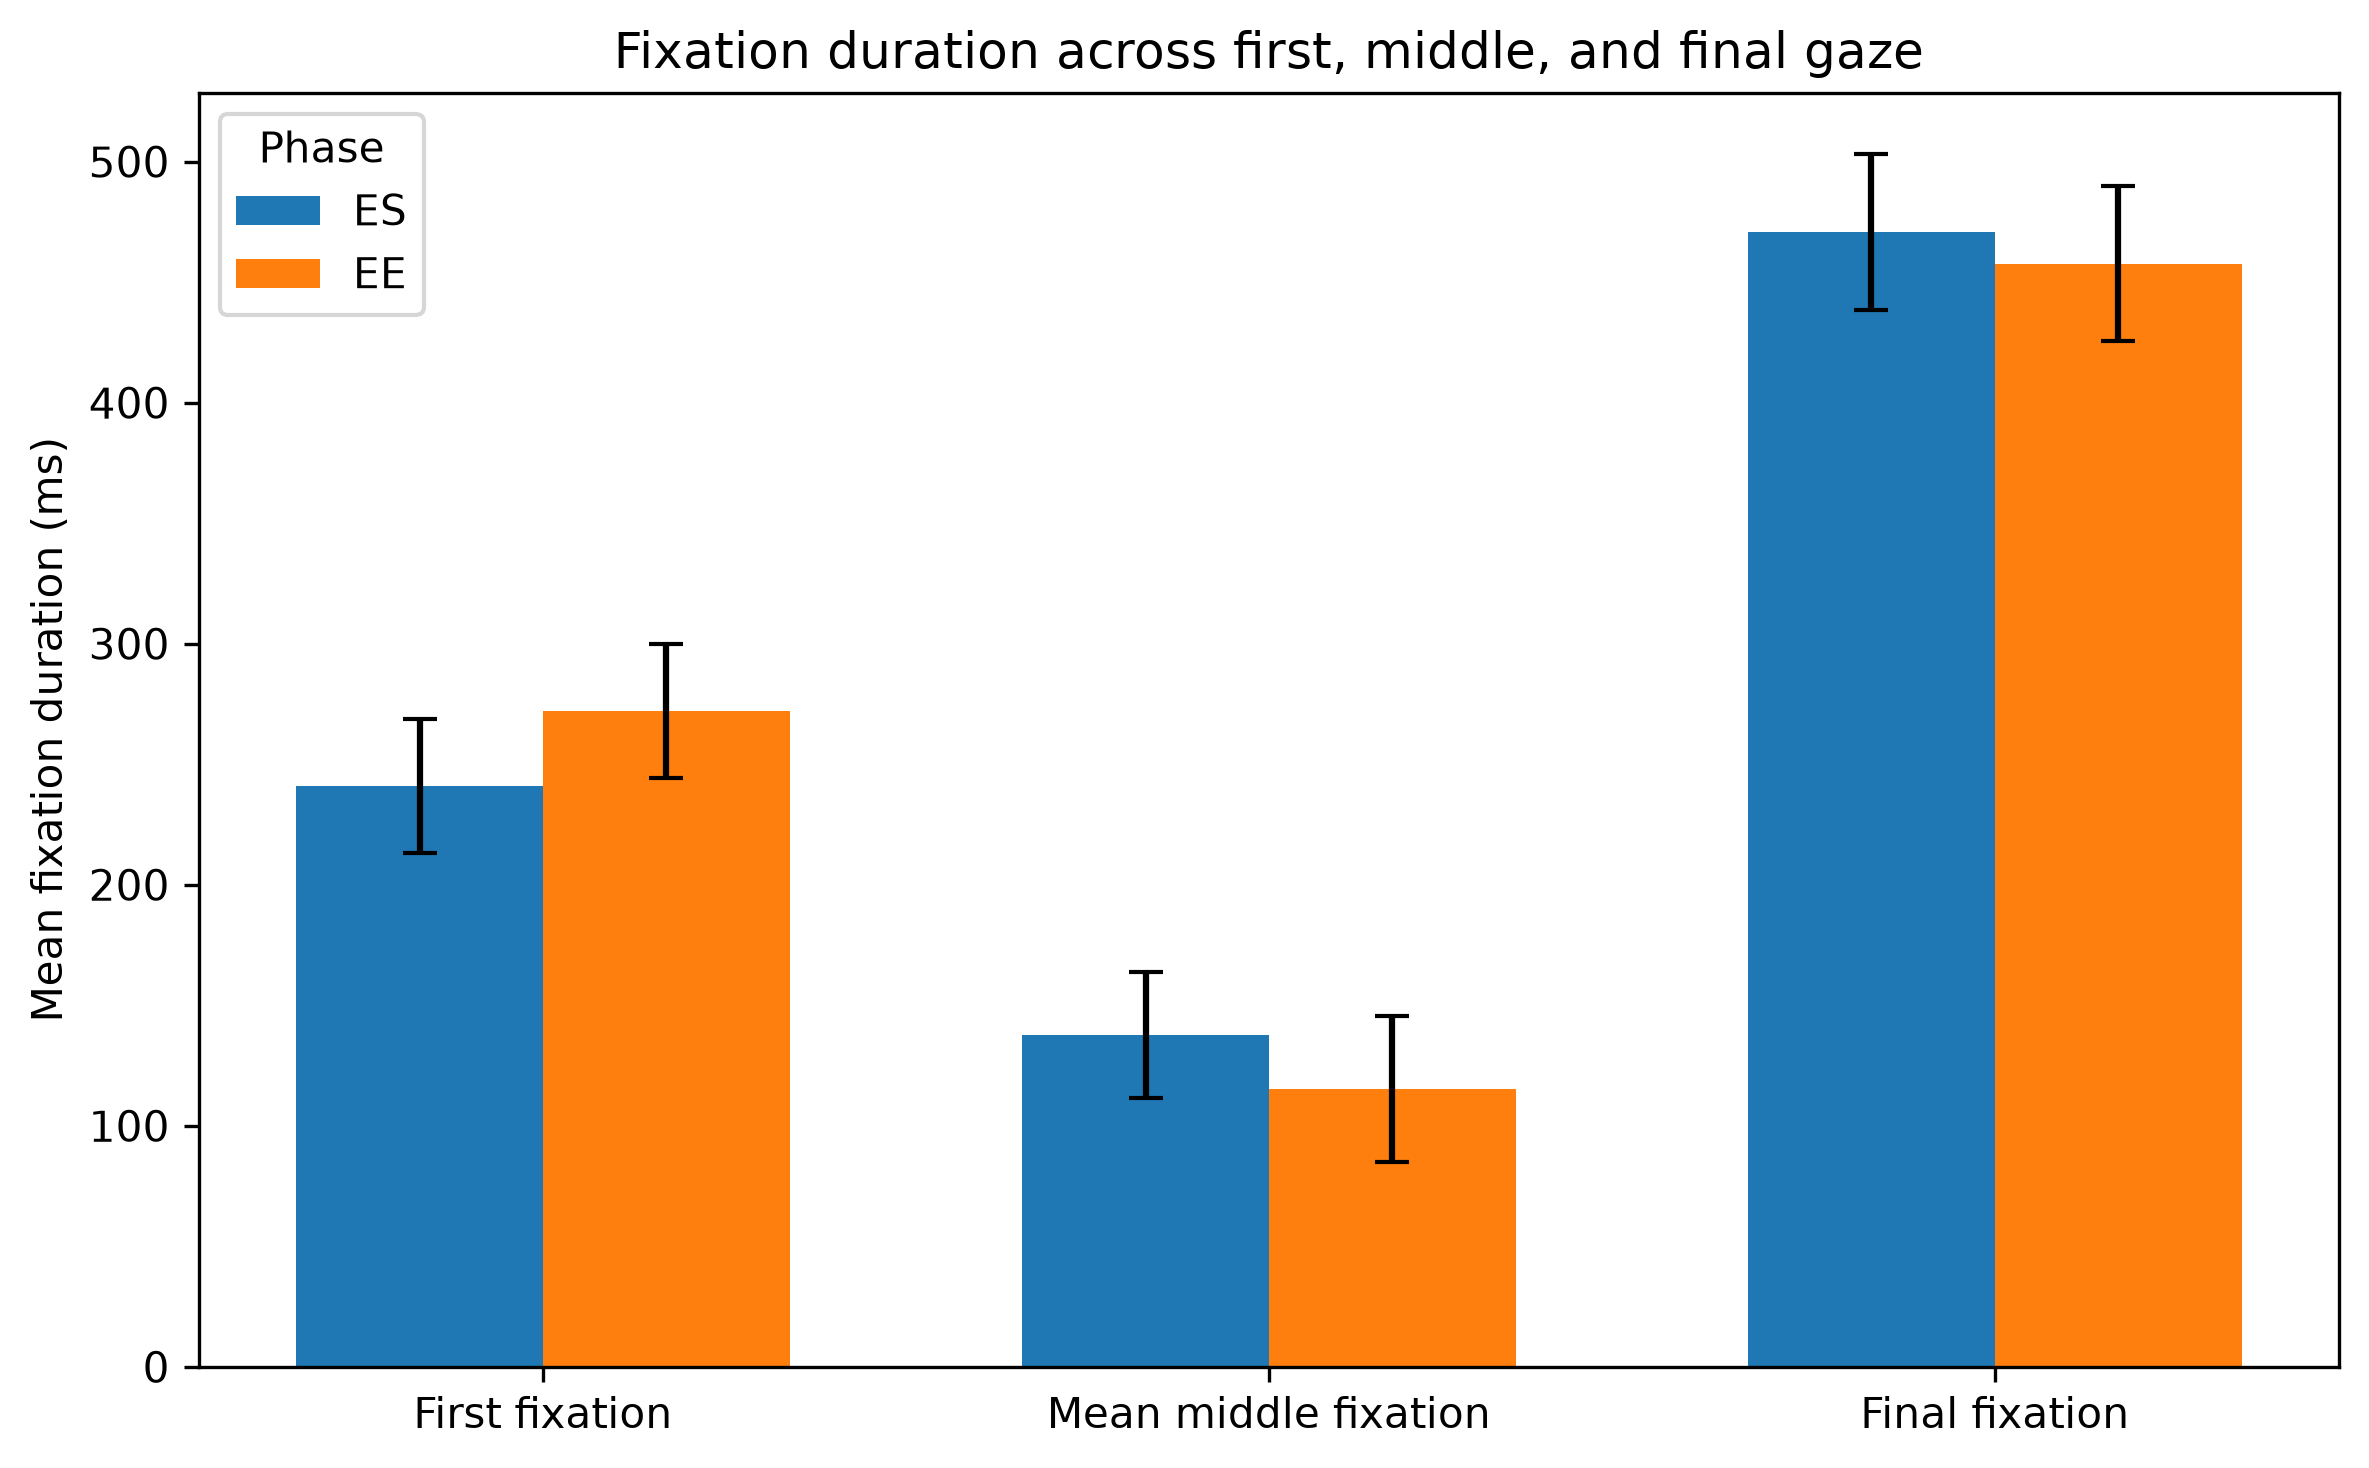 Fixation duration across first, middle, and final gaze
Phase
ES
EE
Mean fixation duration (ms)
500
400
300
200
100
0
First fixation
Mean middle fixation
Final fixation